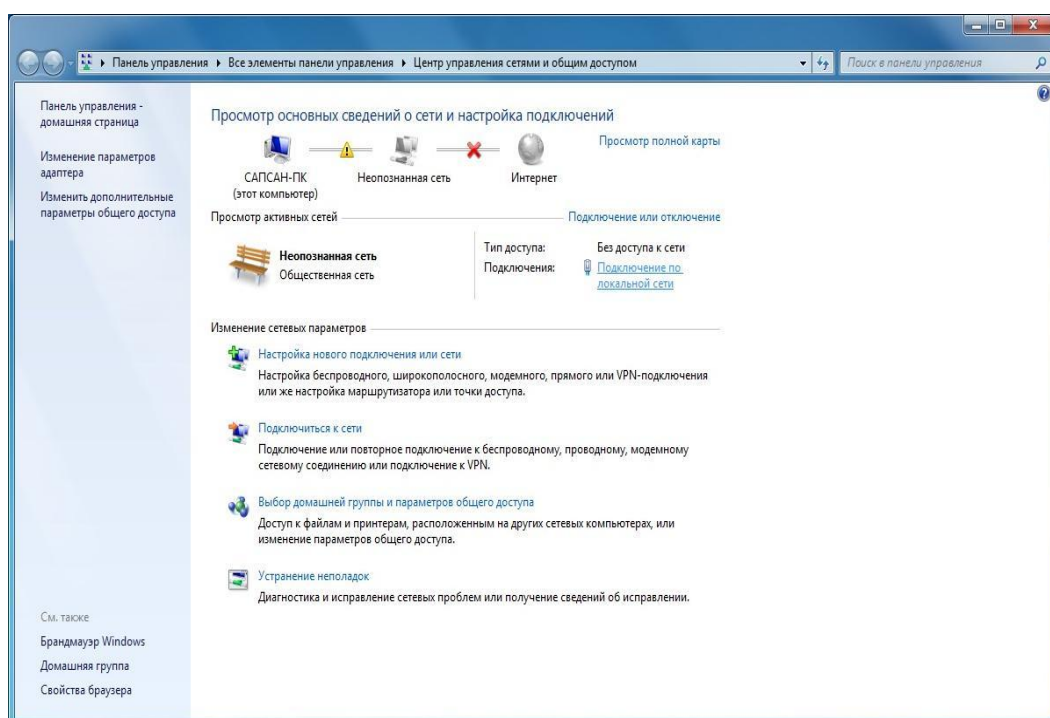 Панель управления
Все элементы панели управления
Центр управления сетями и общим доступом
Поиск в панели управления
Панель управления -
домашняя страница
Изменение параметров
адаптера
Изменить дополнительные
параметры общего доступа
Просмотр основных сведений о сети и настройка подключений
Просмотр полной карты
САПСАН-ПК
(этот компьютер)
Неопознанная сеть
Интернет
Просмотр активных сетей
Подключение или отключение
Неопознанная сеть
Общественная сеть
Тип доступа: Без доступа к сети
Подключения: Подключение по
локальной сети
Изменение сетевых параметров
Настройка нового подключения или сети
Настройка беспроводного, широкополосного, модемного, прямого или VPN-подключения
или же настройка маршрутизатора или точки доступа.
Подключиться к сети
Подключение или повторное подключение к беспроводному, проводному, модемному
сетевому соединению или подключение к VPN.
Выбор домашней группы и параметров общего доступа
Доступ к файлам и принтерам, расположенным на других сетевых компьютерах, или
изменение параметров общего доступа.
Устранение неполадок
Диагностика и исправление сетевых проблем или получение сведений об исправлении.
См. также
Брандмауэр Windows
Домашняя группа
Свойства браузера